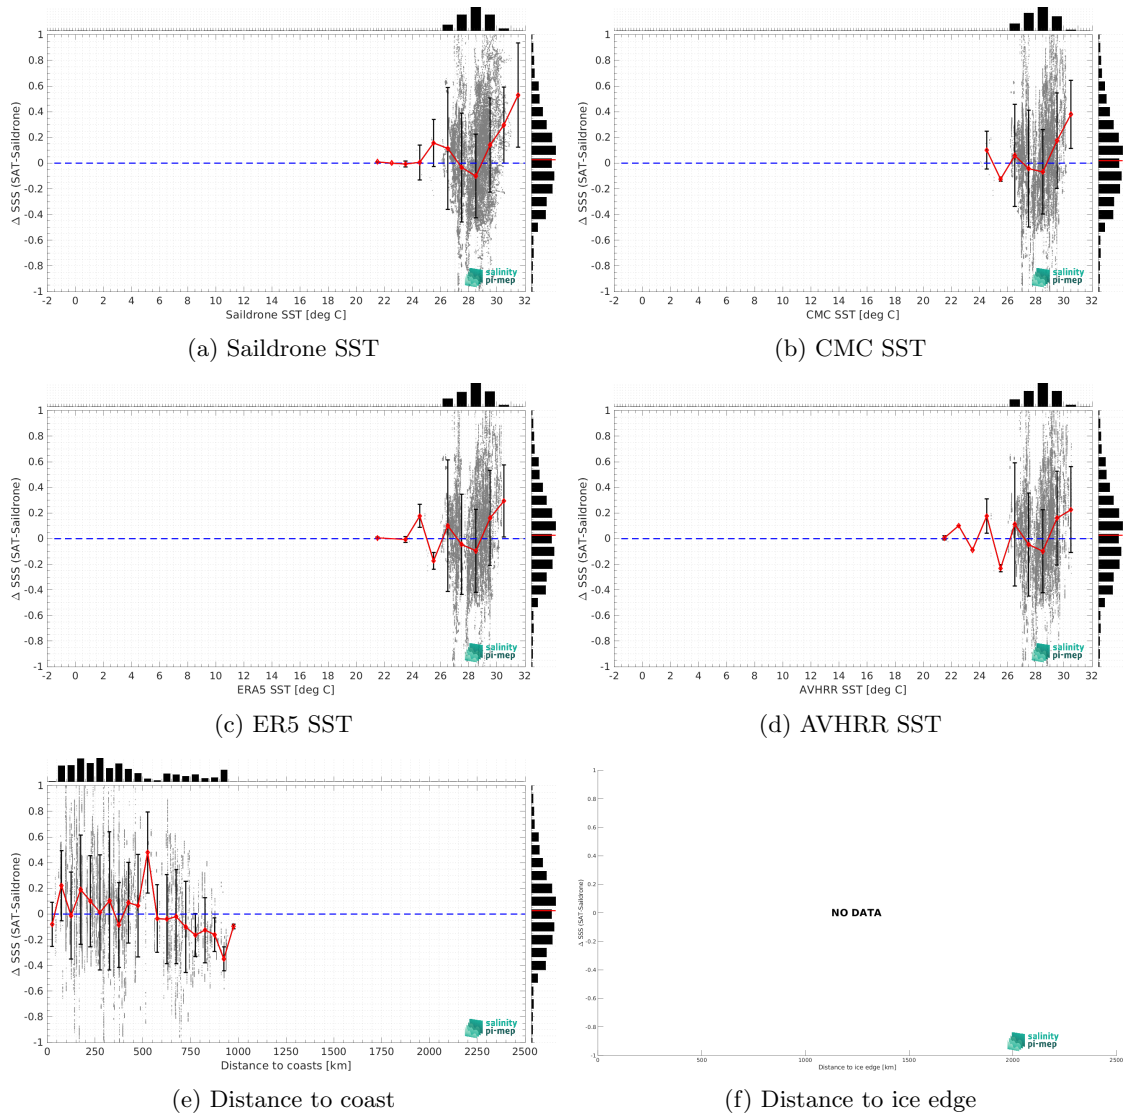 1
0.8
0.6
0.4
0.2
0
-0.2
-0.4
-0.6
-0.8
-1
Δ SSS (SAT-Saildrone)
salinity
pi-mep
-2 0 2 4 6 8 10 12 14 16 18 20 22 24 26 28 30 32
Saildrone SST [deg C]
(a) Saildrone SST
1
0.8
0.6
0.4
0.2
0
-0.2
-0.4
-0.6
-0.8
-1
Δ SSS (SAT-Saildrone)
salinity
pi-mep
-2 0 2 4 6 8 10 12 14 16 18 20 22 24 26 28 30 32
CMC SST [deg C]
(b) CMC SST
1
0.8
0.6
0.4
0.2
0
-0.2
-0.4
-0.6
-0.8
-1
Δ SSS (SAT-Saildrone)
salinity
pi-mep
-2 0 2 4 6 8 10 12 14 16 18 20 22 24 26 28 30 32
ERA5 SST [deg C]
(c) ER5 SST
1
0.8
0.6
0.4
0.2
0
-0.2
-0.4
-0.6
-0.8
-1
Δ SSS (SAT-Saildrone)
salinity
pi-mep
-2 0 2 4 6 8 10 12 14 16 18 20 22 24 26 28 30 32
AVHRR SST [deg C]
(d) AVHRR SST
1
0.8
0.6
0.4
0.2
0
-0.2
-0.4
-0.6
-0.8
-1
Δ SSS (SAT-Saildrone)
salinity
pi-mep
0 250 500 750 1000 1250 1500 1750 2000 2250 2500
Distance to coasts [km]
(e) Distance to coast
1
0.8
0.6
0.4
0.2
0
-0.2
-0.4
-0.6
-0.8
-1
Δ SSS (SAT-Saildrone)
NO DATA
salinity
pi-mep
0 500 1000 1500 2000 2500
Distance to ice edge [km]
(f) Distance to ice edge